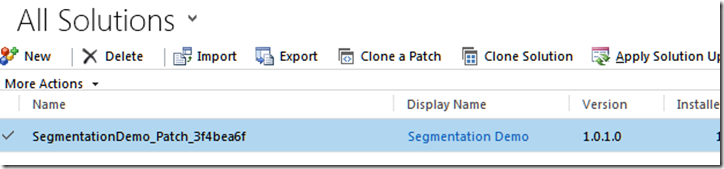 All Solutions
New Delete Import Export Clone a Patch Clone Solution Apply Solution Up
More Actions
Name Display Name Version Installe
SegmentationDemo_Patch_3f4bea6f Segmentation Demo 1.0.1.0 1